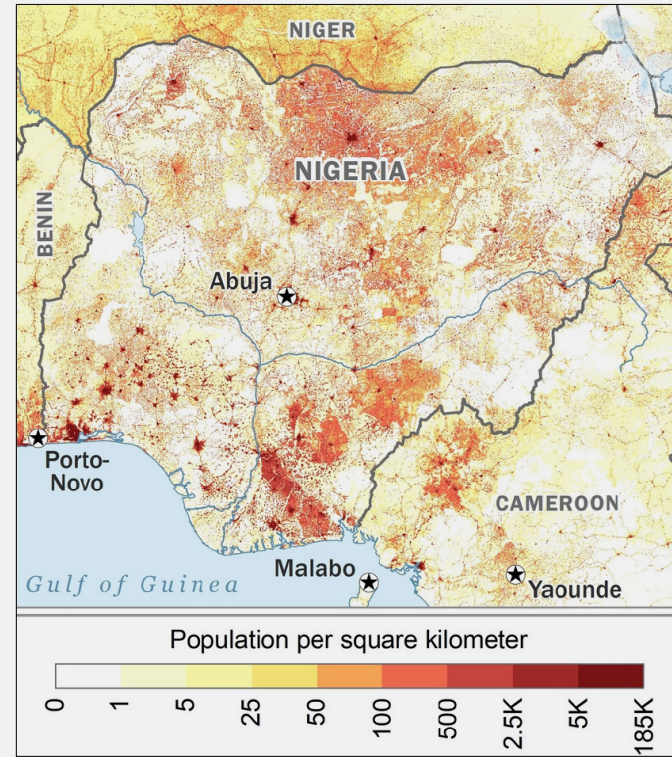 NIGER
NIGERIA
BENIN
Abuja
Porto-
Novo
CAMEROON
Malabo
Yaounde
Gulf of Guinea
Population per square kilometer
0
1
5
25
50
100
500
2.5K
5K
185K